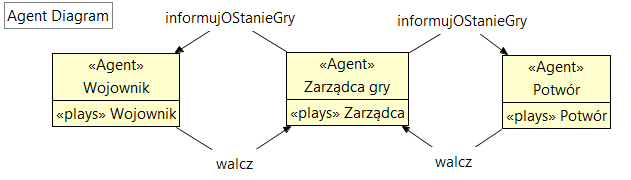 Agent Diagram
informujOStanieGry
informujOStanieGry
«Agent»
Wojownik
«plays» Wojownik
«Agent»
Zarządca gry
«plays» Zarządca
«Agent»
Potwór
«plays» Potwór
walcz
walcz